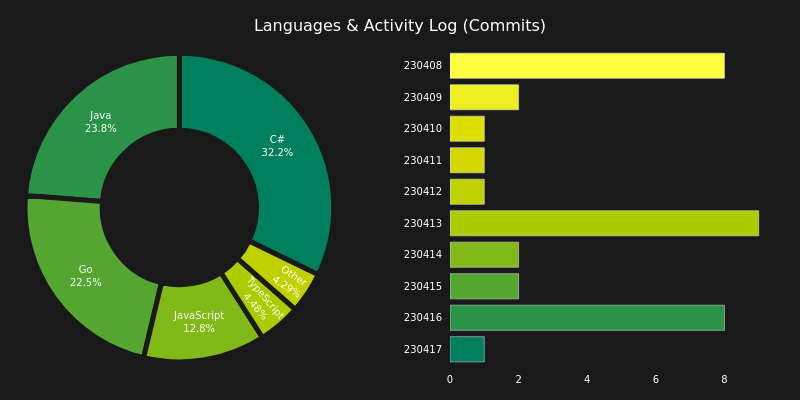 Languages & Activity Log (Commits)
Java
23.8%
C#
32.2%
Go
22.5%
JavaScript
12.8%
TypeScript
4.48%
Other
4.29%
230408
230409
230410
230411
230412
230413
230414
230415
230416
230417
0 2 4 6 8